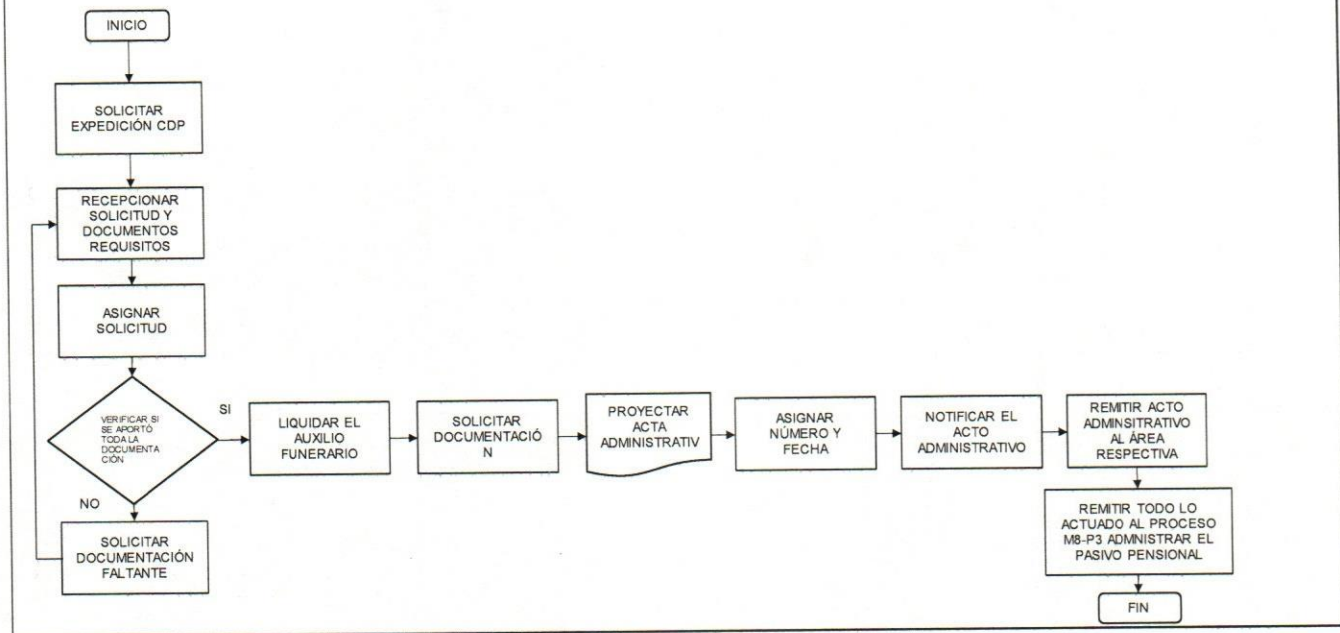 INICIO
SOLICITAR
EXPEDICIÓN CDP
RECEPCIONAR
SOLICITUD Y
DOCUMENTOS
REQUISITOS
ASIGNAR
SOLICITUD
VERIFICAR SI
SE APORTÓ
TODA LA
DOCUMENTA
CIÓN
SI
NO
SOLICITAR
DOCUMENTACIÓN
FALTANTE
LIQUIDAR EL
AUXILIO
FUNERARIO
SOLICITAR
DOCUMENTACIÓ
N
PROYECTAR
ACTA
ADMINISTRATIV
ASIGNAR
NÚMERO Y
FECHA
NOTIFICAR EL
ACTO
ADMINISTRATIVO
REMITIR ACTO
ADMINSITRATIVO
AL ÁREA
RESPECTIVA
REMITIR TODO LO
ACTUADO AL PROCESO
M8-P3 ADMNISTRAR EL
PASIVO PENSIONAL
FIN